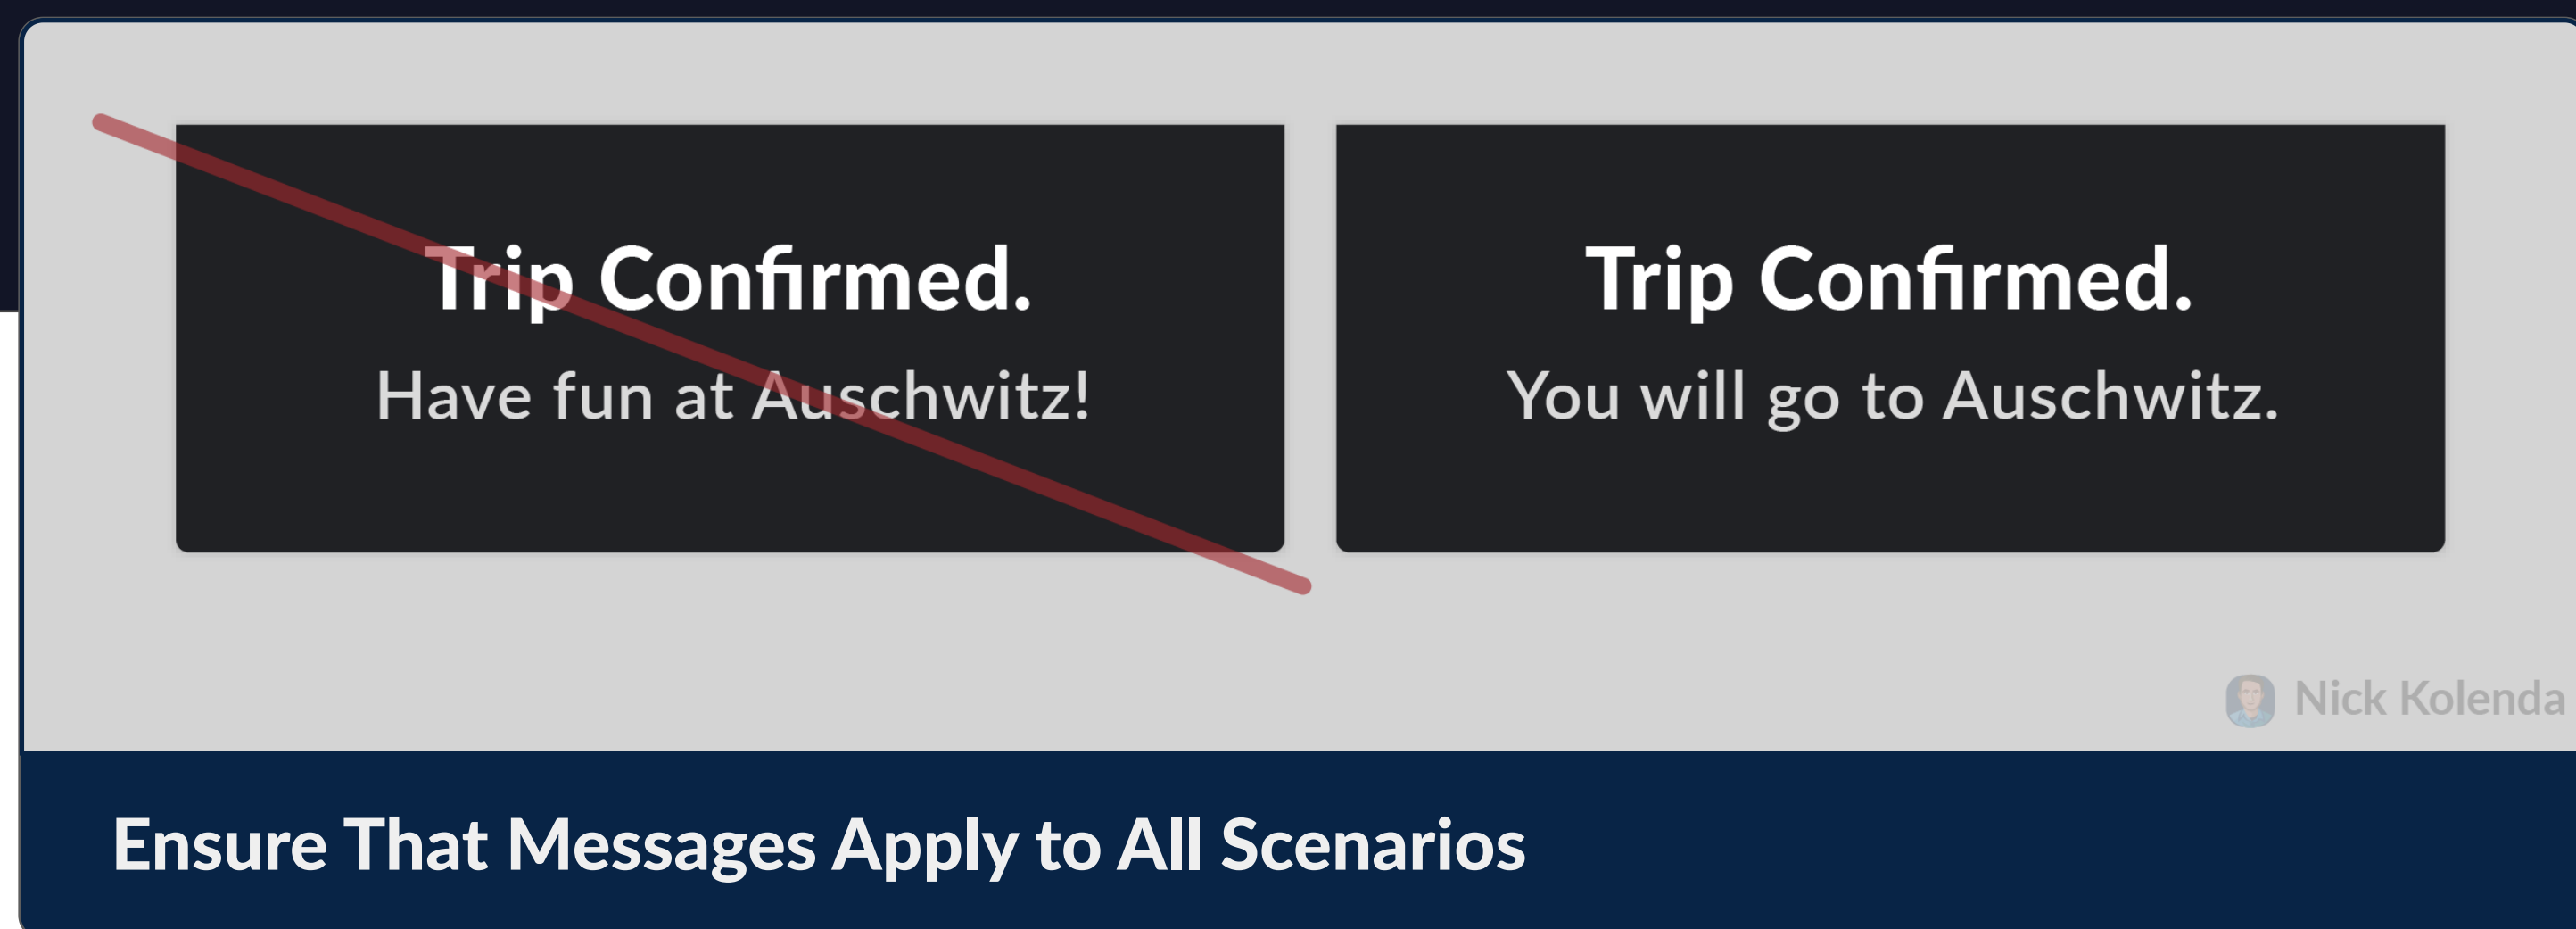 Trip Confirmed.
Have fun at Auschwitz!
Trip Confirmed.
You will go to Auschwitz.
Nick Kolenda
Ensure That Messages Apply to All Scenarios